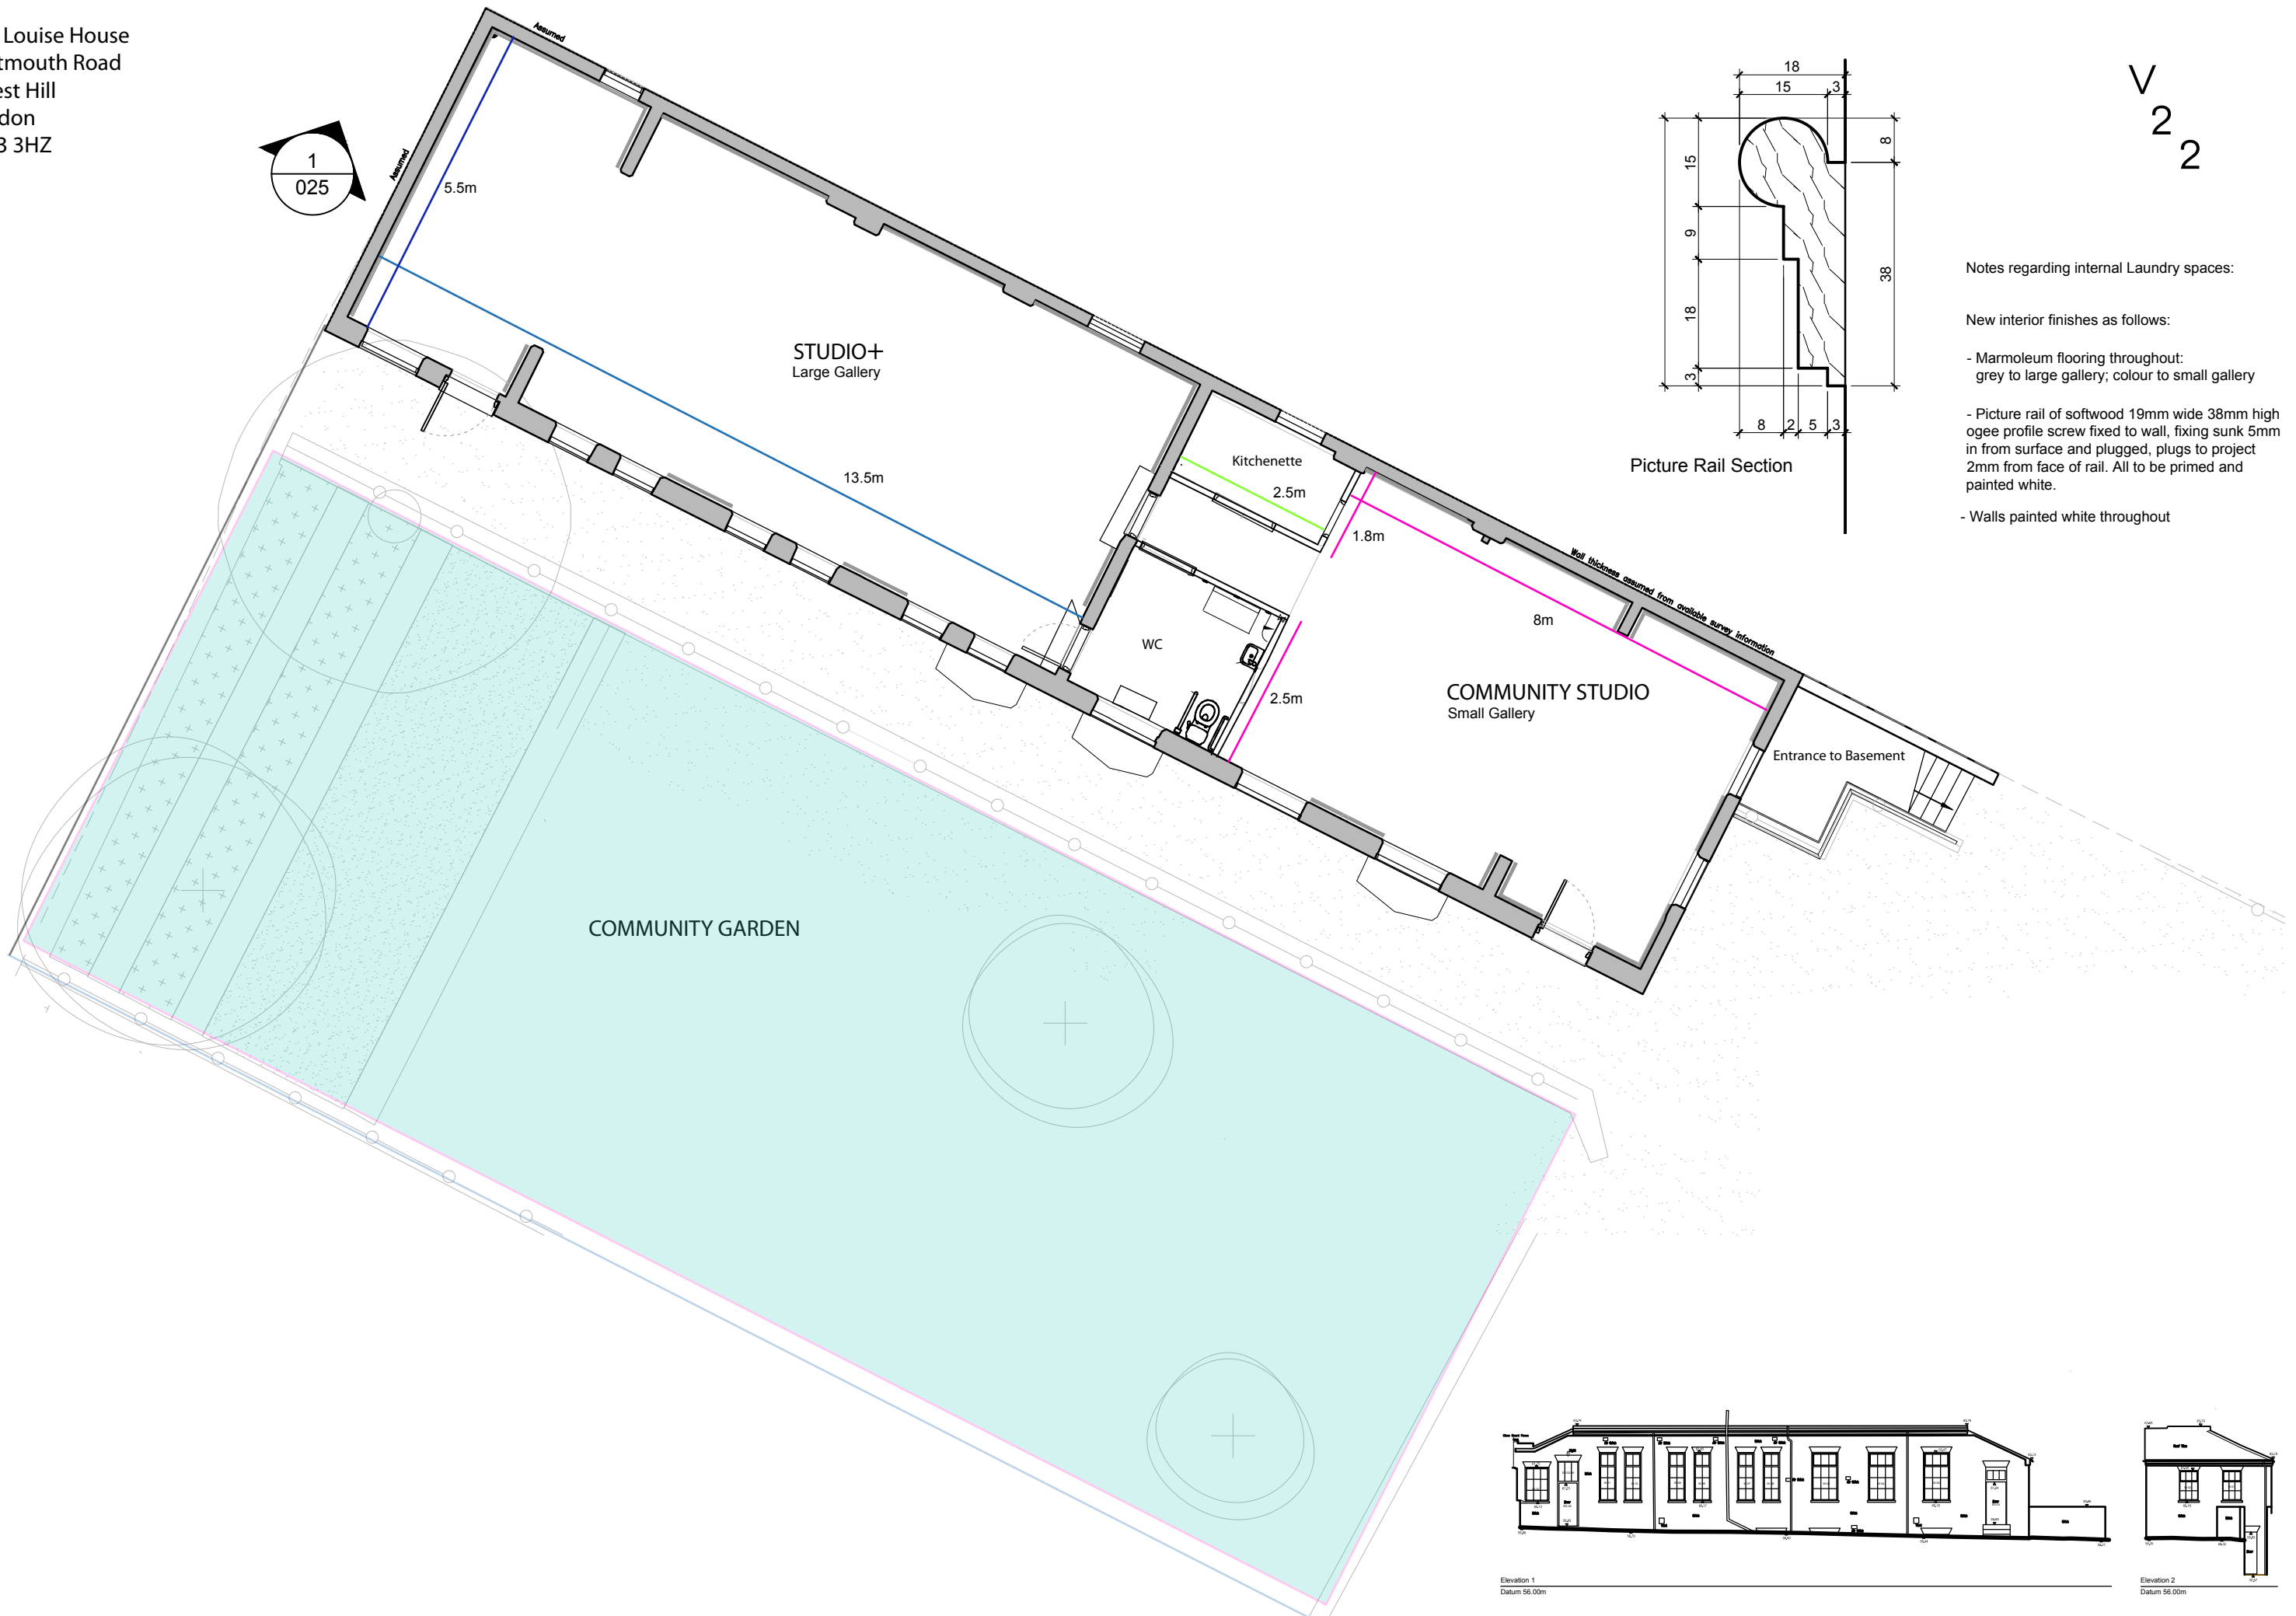 Louise House
tmouth Road
est Hill
don
3 3HZ
1
025
Assumed
Assumed
5.5m
STUDIO+
Large Gallery
13.5m
Kitchenette
2.5m
1.8m
WC
2.5m
8m
Wall thickness assumed from available survey information
COMMUNITY STUDIO
Small Gallery
Entrance to Basement
COMMUNITY GARDEN
18
15
3
15
9
18
3
8
38
8
2
5
3
Picture Rail Section
V
2
2
Notes regarding internal Laundry spaces:
New interior finishes as follows:
- Marmoleum flooring throughout:
grey to large gallery; colour to small gallery
- Picture rail of softwood 19mm wide 38mm high
ogee profile screw fixed to wall, fixing sunk 5mm
in from surface and plugged, plugs to project
2mm from face of rail. All to be primed and
painted white.
- Walls painted white throughout
Elevation 1
Datum 56.00m
Elevation 2
Datum 56.00m